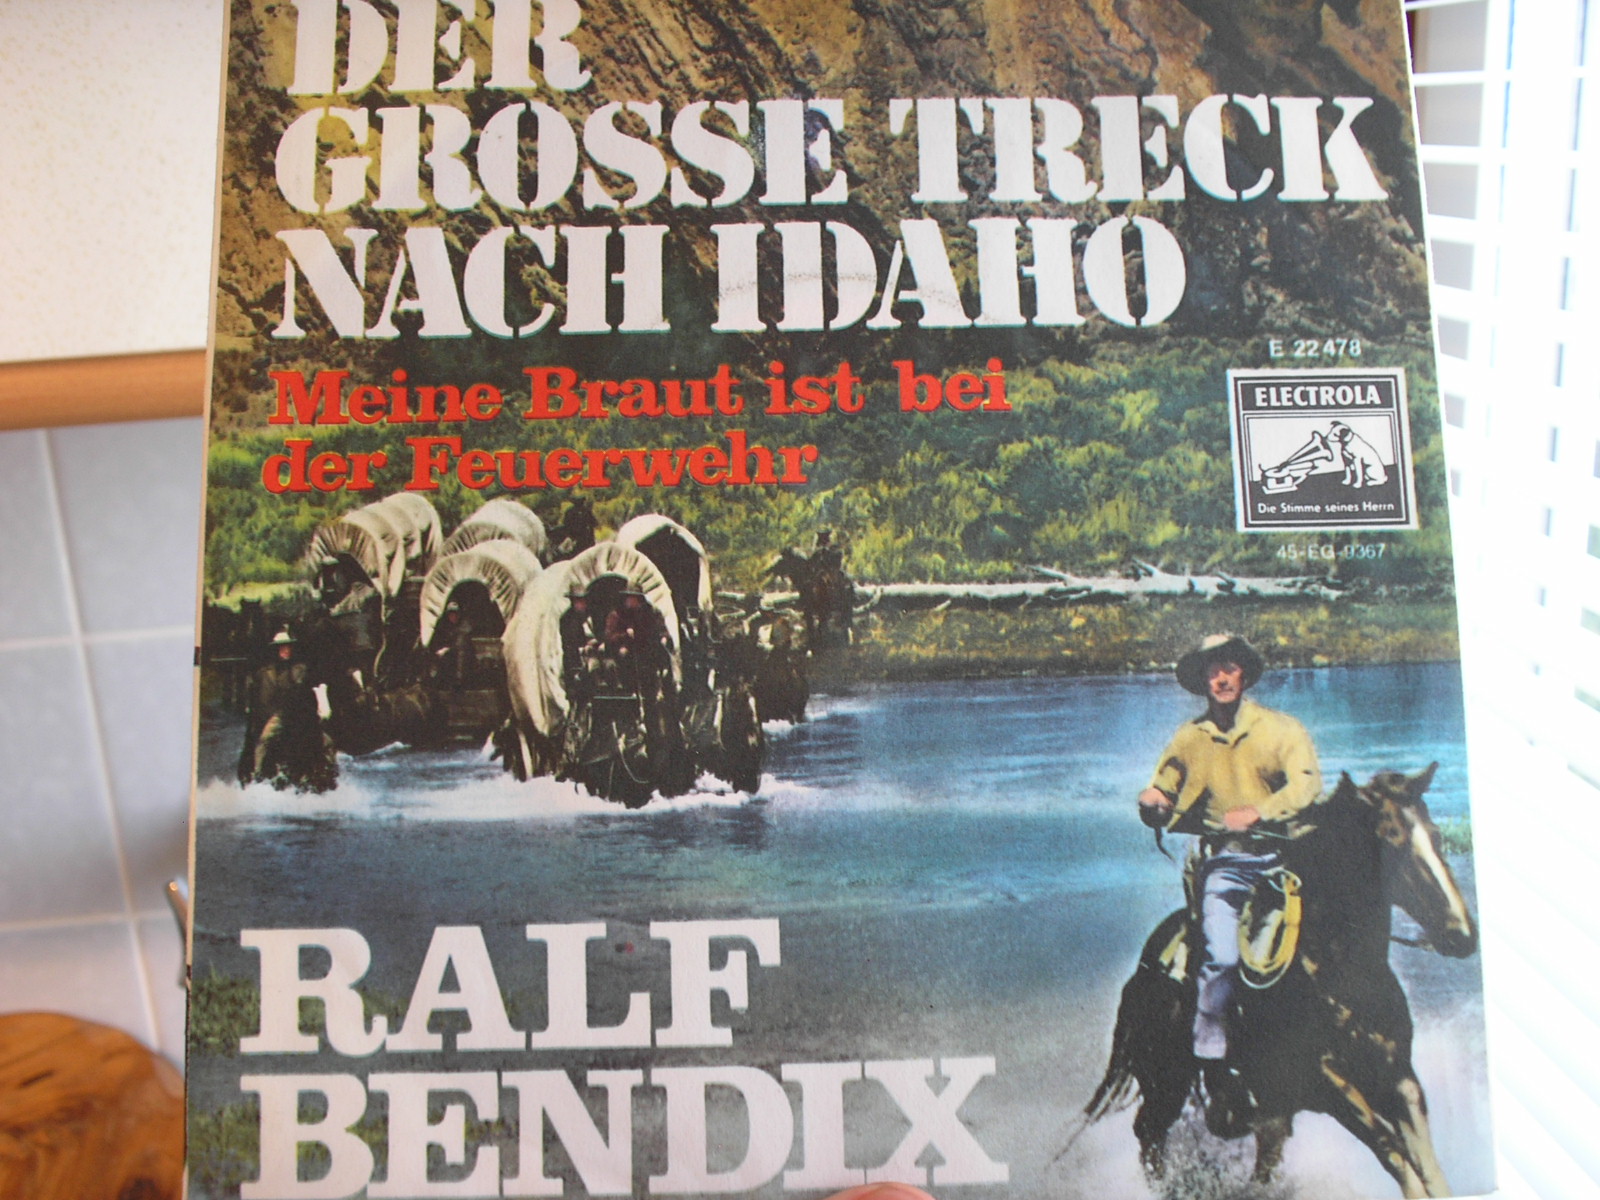 DER
GROSSE TRECK
NACH IDAHO
Meine Braut ist bei
der Feuerwehr
E 22 478
ELECTROLA
Die Stimme seines Herrn
45-EG-9367
RALF
BENDIX